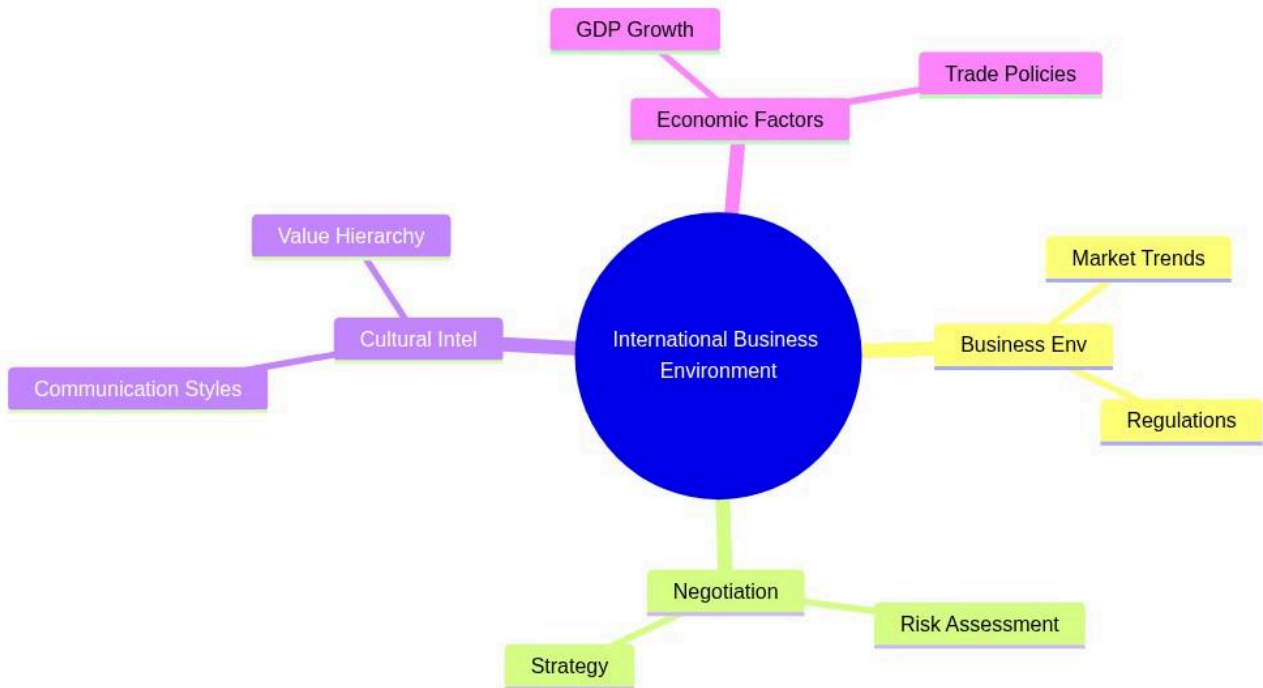 GDP Growth
Trade Policies
Economic Factors
Value Hierarchy
Market Trends
Cultural Intel
International Business
Environment
Business Env
Communication Styles
Regulations
Negotiation
Risk Assessment
Strategy